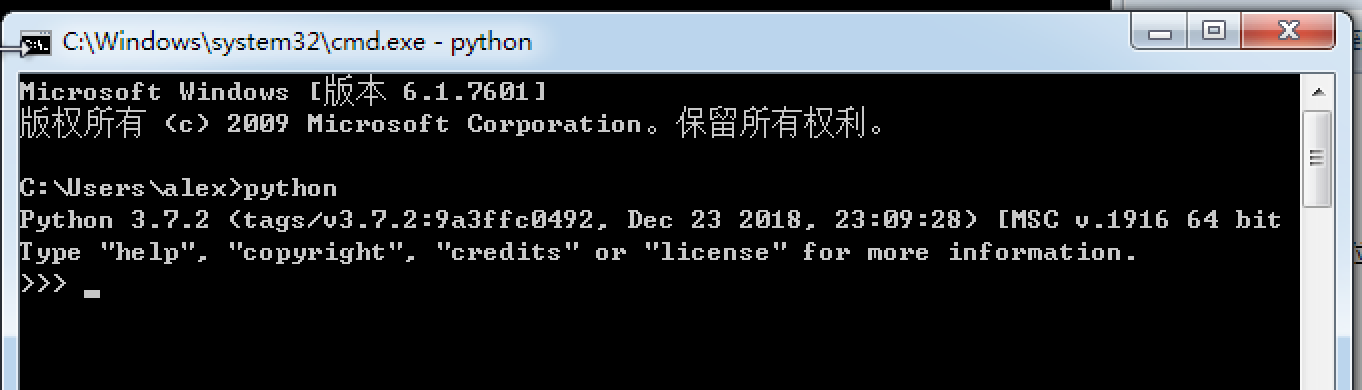 C:\Windows\system32\cmd.exe - python
Microsoft Windows [版本 6.1.7601]
版权所有 (c) 2009 Microsoft Corporation。保留所有权利。
C:\Users\alex>python
Python 3.7.2 (tags/v3.7.2:9a3ffc0492, Dec 23 2018, 23:09:28) [MSC v.1916 64 bit
Type "help", "copyright", "credits" or "license" for more information.
>>>